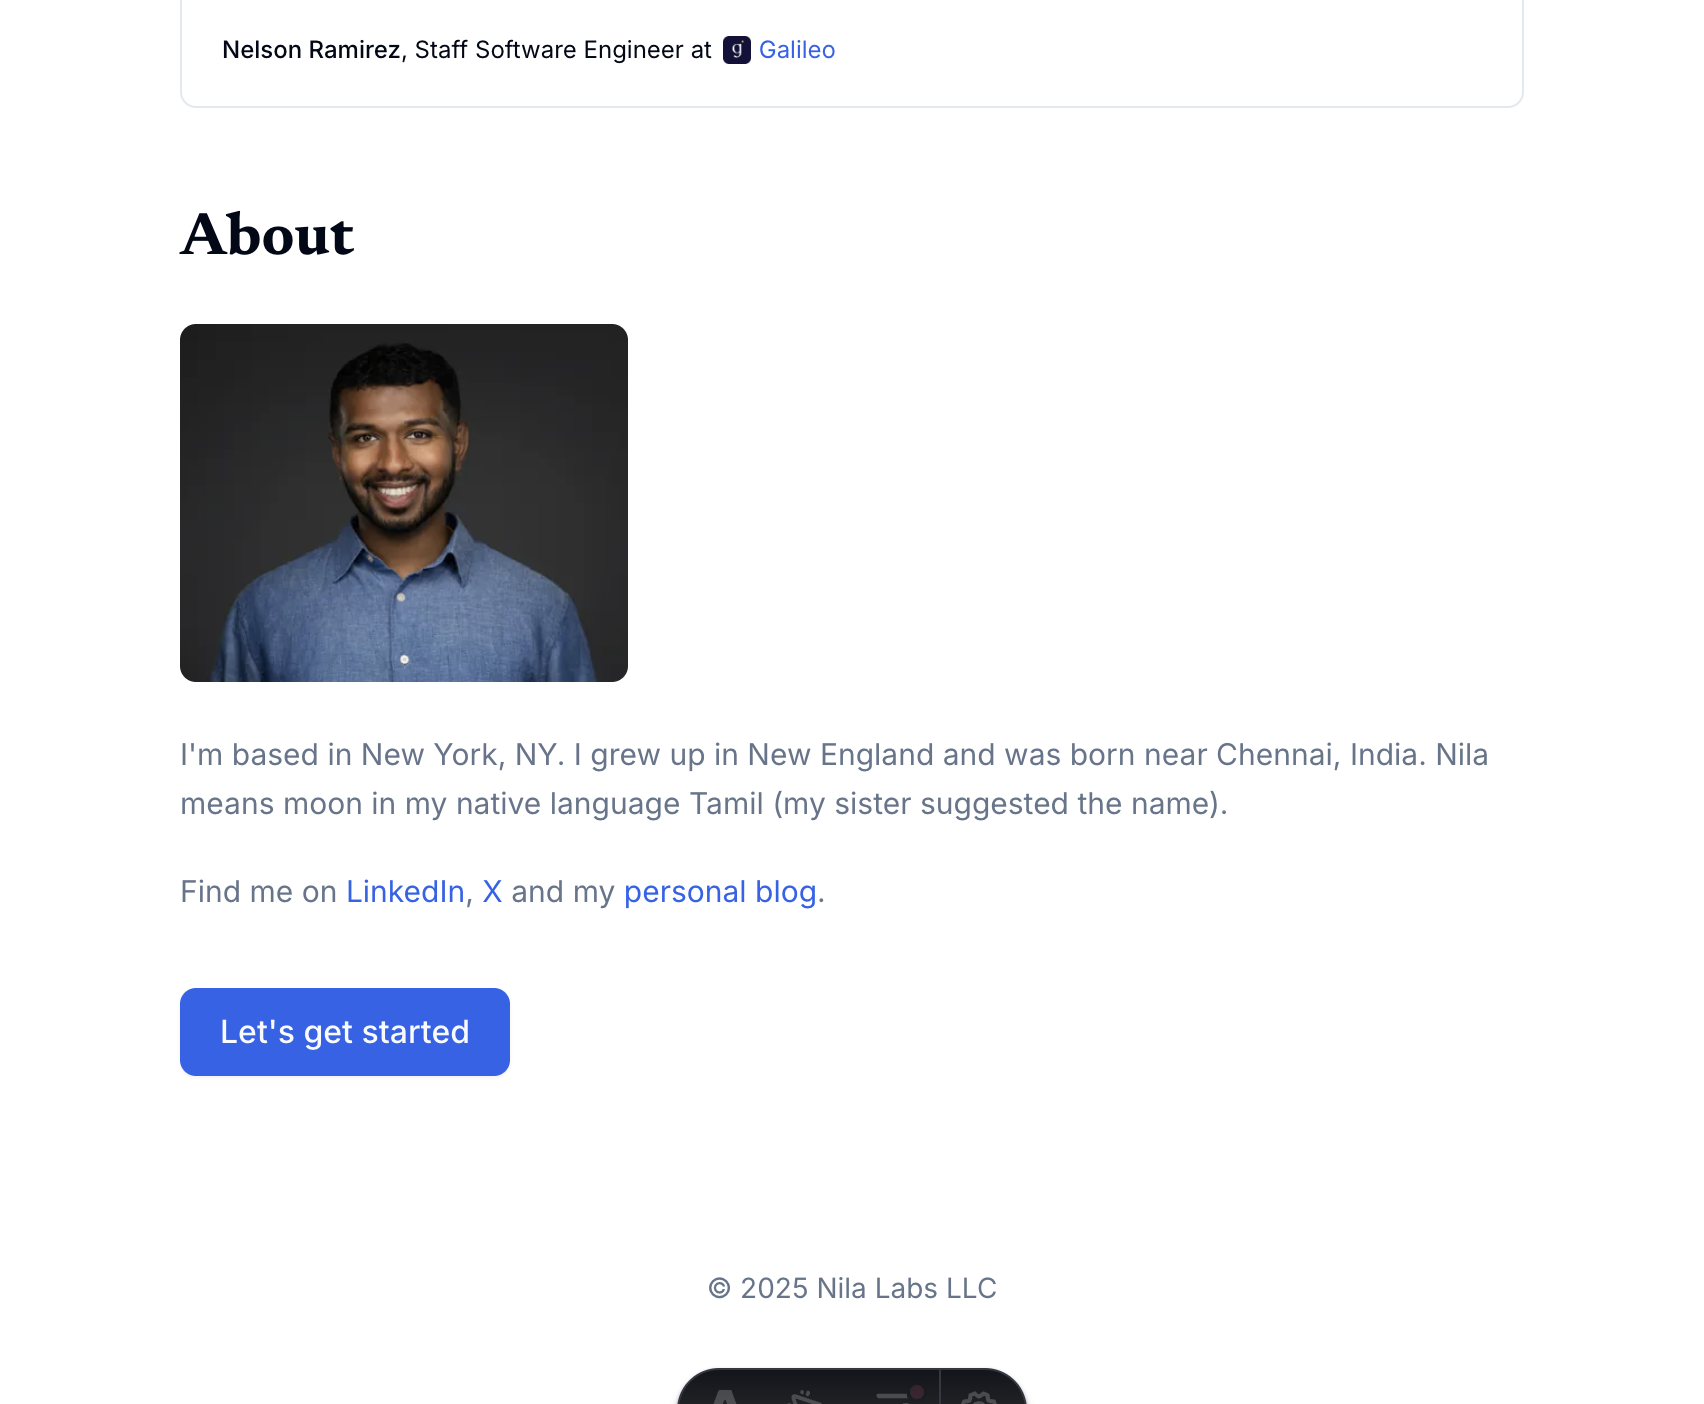 Nelson Ramirez, Staff Software Engineer at g Galileo
About
I'm based in New York, NY. I grew up in New England and was born near Chennai, India. Nila
means moon in my native language Tamil (my sister suggested the name).
Find me on LinkedIn, X and my personal blog.
Let's get started
© 2025 Nila Labs LLC